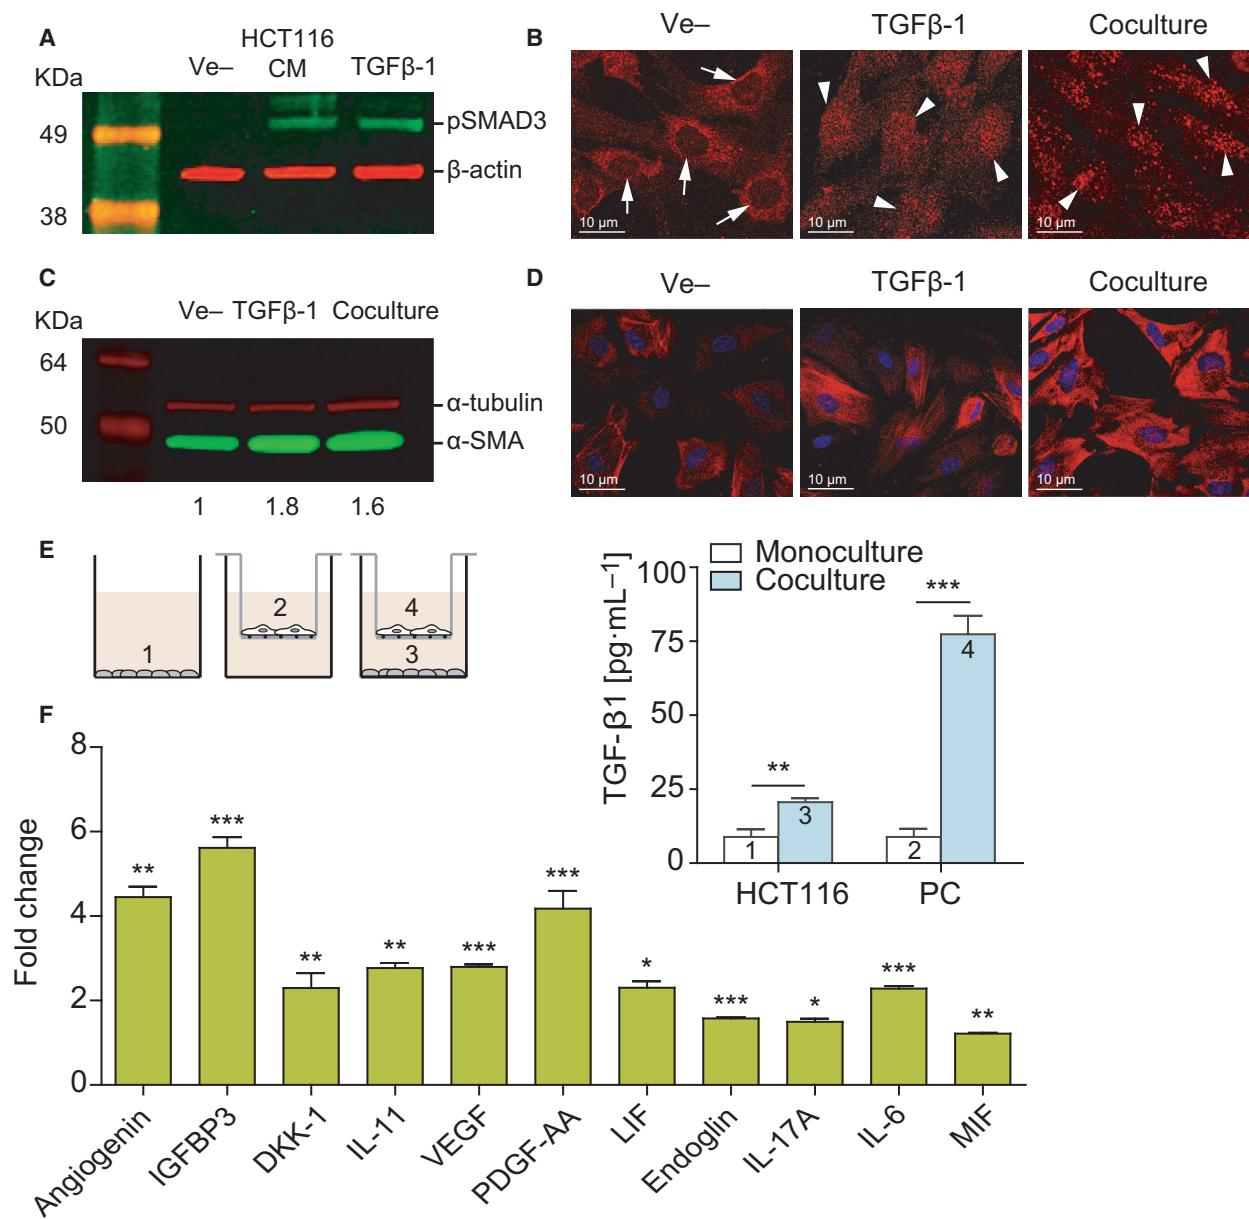 A
KDa
Ve–
HCT116
CM
TGFβ-1
49
38
pSMAD3
β-actin
B
Ve–
TGFβ-1
Coculture
10 µm
10 µm
10 µm
C
KDa
Ve– TGFβ-1 Coculture
64
50
α-tubulin
α-SMA
1
1.8
1.6
D
Ve–
TGFβ-1
Coculture
10 µm
10 µm
10 µm
E
1
2
4
3
Monoculture
Coculture
TGF-β1 [pg·mL–1]
100
75
50
25
0
**
***
1
3
2
4
HCT116
PC
F
Fold change
8
6
4
2
0
**
***
**
**
***
***
*
***
*
***
**
Angiogenin
IGFBP3
DKK-1
IL-11
VEGF
PDGF-AA
LIF
Endoglin
IL-17A
IL-6
MIF